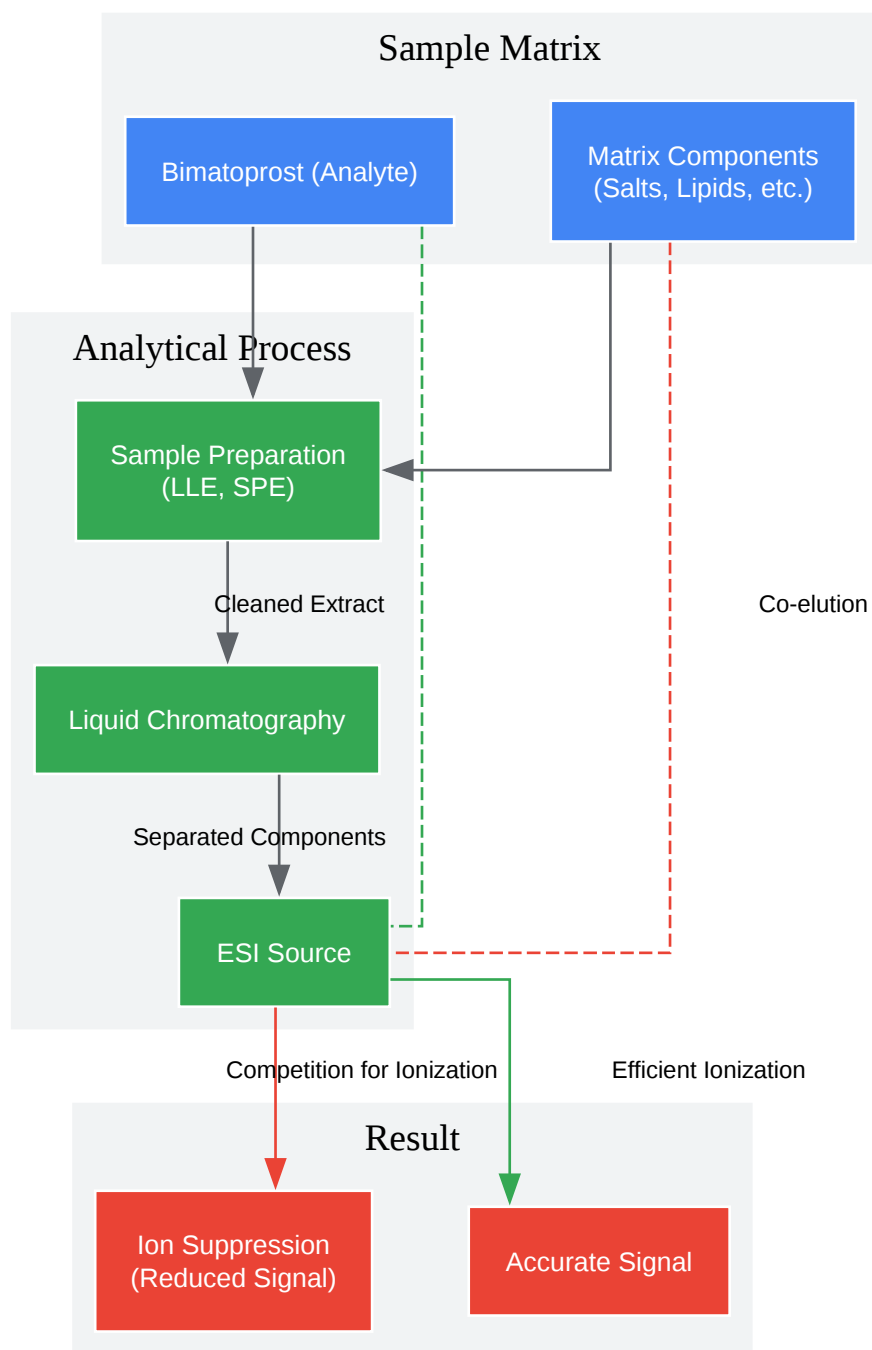 Sample Matrix
Bimatoprost (Analyte)
Matrix Components
(Salts, Lipids, etc.)
Analytical Process
Sample Preparation
(LLE, SPE)
Cleaned Extract
Co-elution
Liquid Chromatography
Separated Components
ESI Source
Competition for Ionization
Efficient Ionization
Result
Ion Suppression
(Reduced Signal)
Accurate Signal